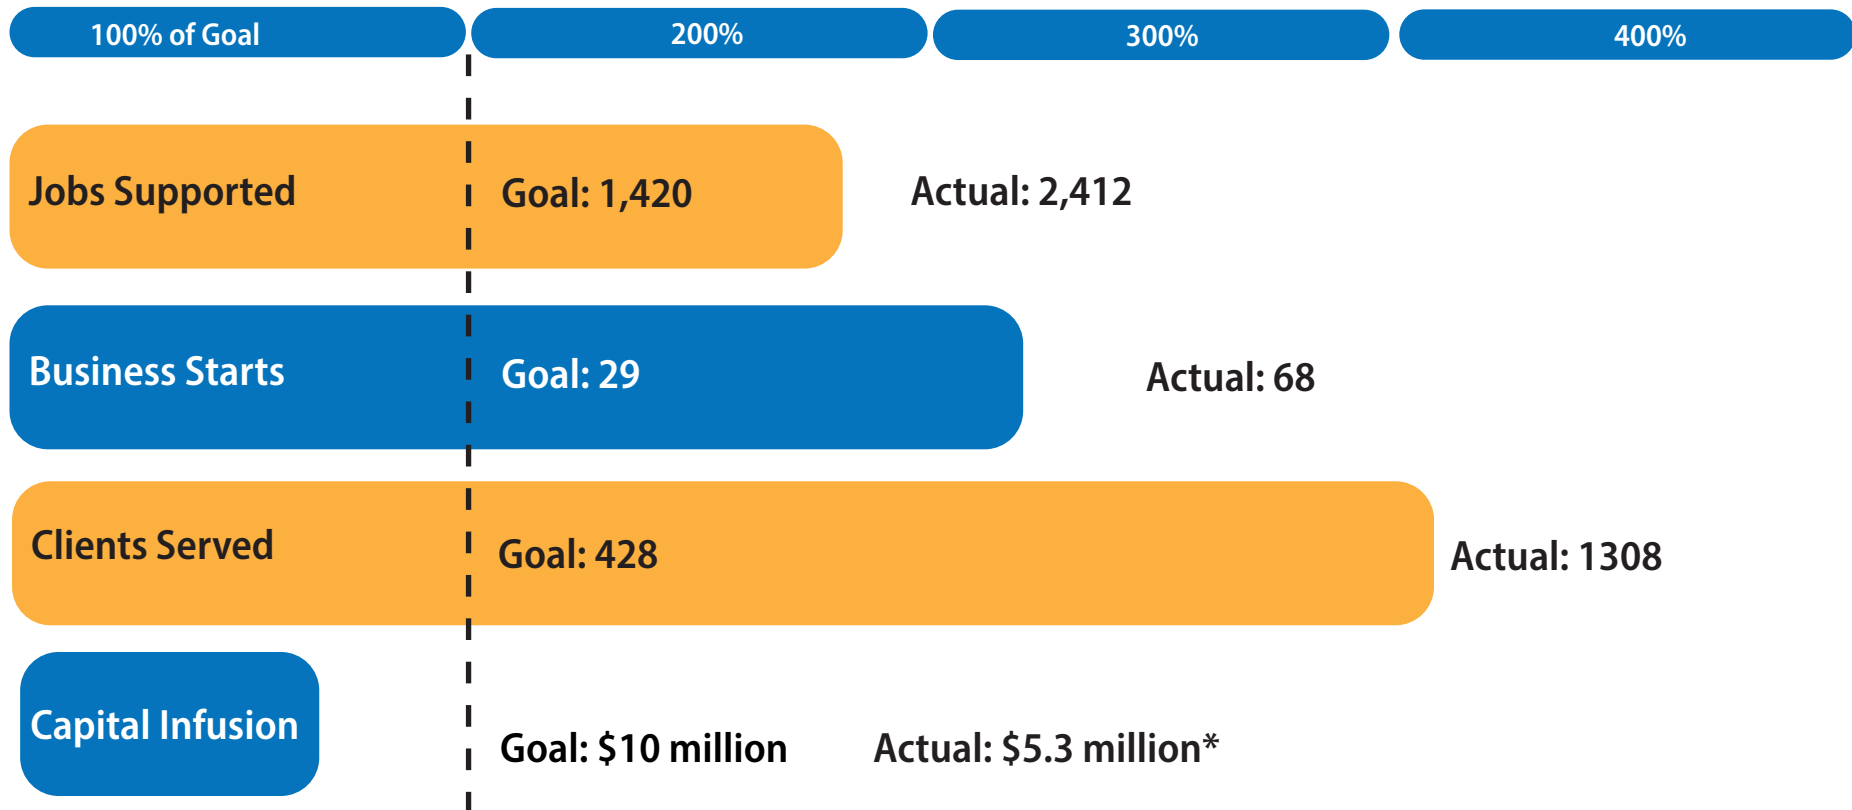 100% of Goal 200% 300% 400%
Jobs Supported Goal: 1,420 Actual: 2,412
Business Starts Goal: 29 Actual: 68
Clients Served Goal: 428 Actual: 1308
Capital Infusion Goal: $10 million Actual: $5.3 million*